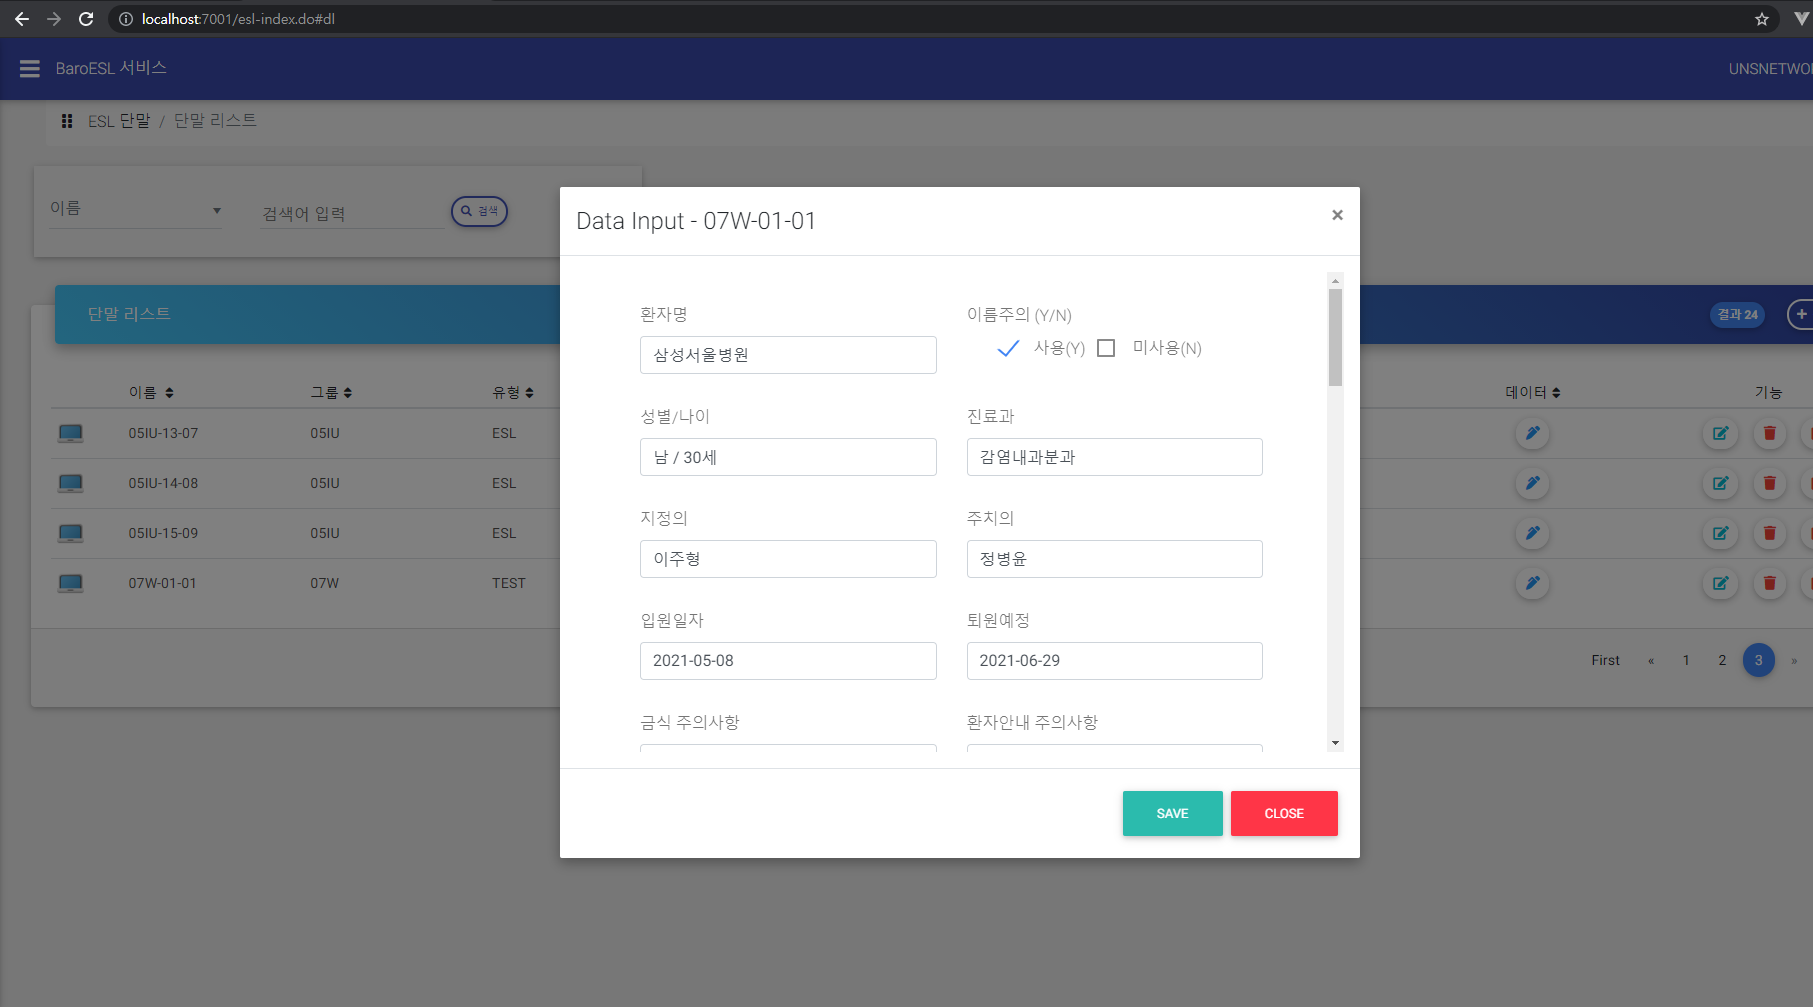 localhost:7001/esl-index.do#dl
BaroESL 서비스
UNSNETWO
ESL 단말 / 단말 리스트
이름
검색어 입력
검색
단말 리스트
결과 24
+
이름 그룹 유형 데이터 기능
05IU-13-07 05IU ESL
05IU-14-08 05IU ESL
05IU-15-09 05IU ESL
07W-01-01 07W TEST
First « 1 2 3 »
Data Input - 07W-01-01
×
환자명 이름주의 (Y/N)
삼성서울병원 사용(Y) 미사용(N)
성별/나이 진료과
남 / 30세 감염내과분과
지정의 주치의
이주형 정병윤
입원일자 퇴원예정
2021-05-08 2021-06-29
금식 주의사항 환자안내 주의사항
SAVE CLOSE